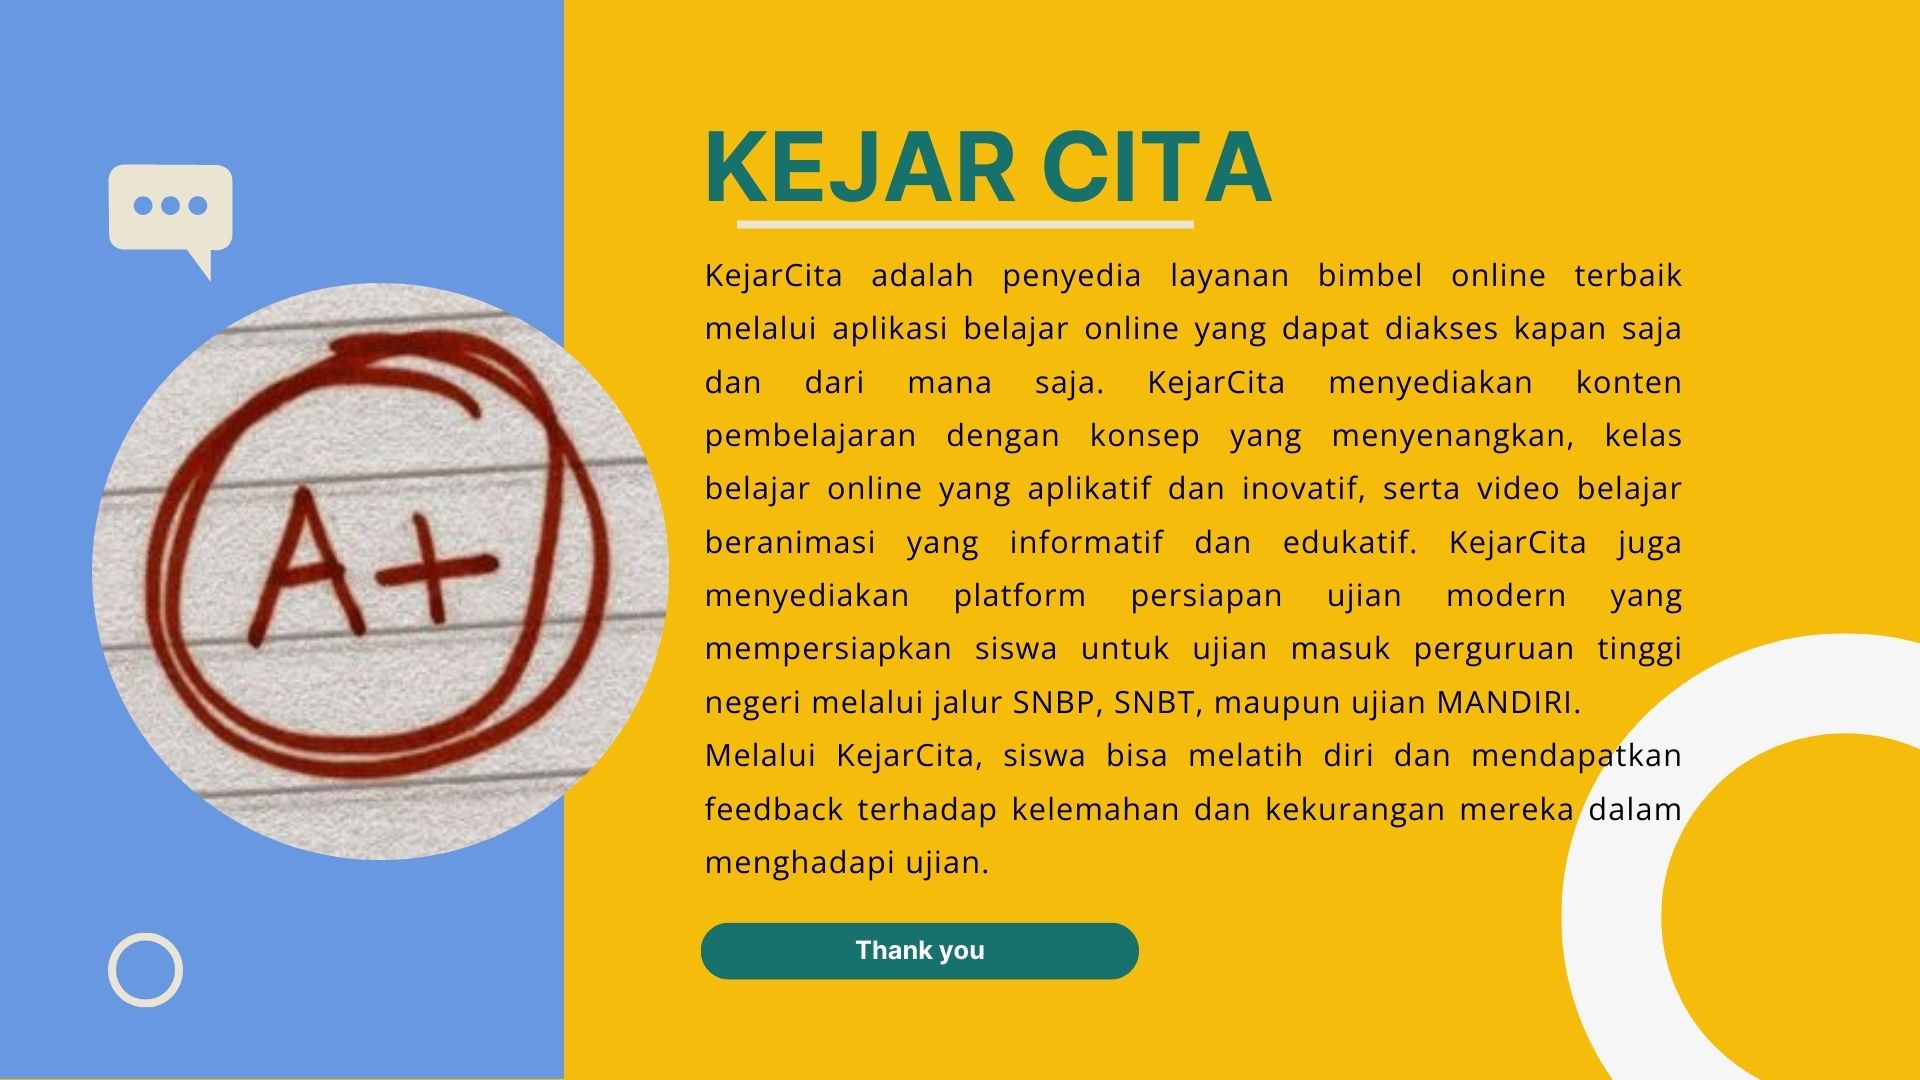 KEJAR CITA
KejarCita adalah penyedia layanan bimbel online terbaik
melalui aplikasi belajar online yang dapat diakses kapan saja
dan dari mana saja. KejarCita menyediakan konten
pembelajaran dengan konsep yang menyenangkan, kelas
belajar online yang aplikatif dan inovatif, serta video belajar
beranimasi yang informatif dan edukatif. KejarCita juga
menyediakan platform persiapan ujian modern yang
mempersiapkan siswa untuk ujian masuk perguruan tinggi
negeri melalui jalur SNBP, SNBT, maupun ujian MANDIRI.
Melalui KejarCita, siswa bisa melatih diri dan mendapatkan
feedback terhadap kelemahan dan kekurangan mereka dalam
menghadapi ujian.
A+
Thank you